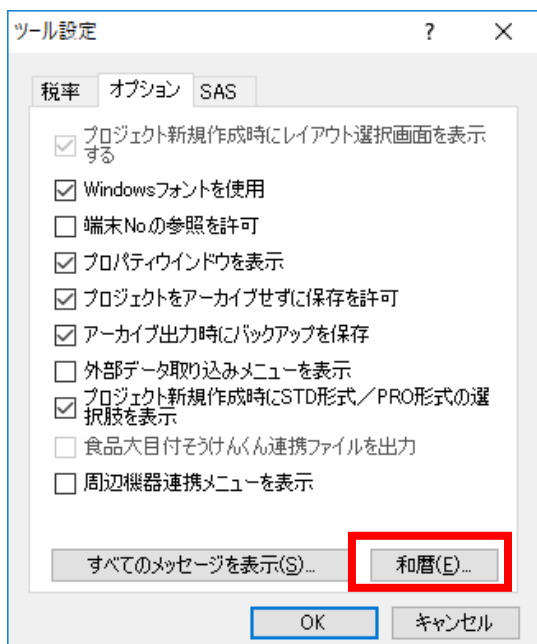 ツール設定
?
税率 オプション SAS
プロジェクト新規作成時にレイアウト選択画面を表示
する
Windowsフォントを使用
端末No.の参照を許可
プロパティウインドウを表示
プロジェクトをアーカイブせずに保存を許可
アーカイブ出力時にバックアップを保存
外部データ取り込みメニューを表示
プロジェクト新規作成時にSTD形式／PRO形式の選
択肢を表示
食品大目付そうけんくん連携ファイルを出力
周辺機器連携メニューを表示
すべてのメッセージを表示(S)... 和暦(E)...
OK キャンセル